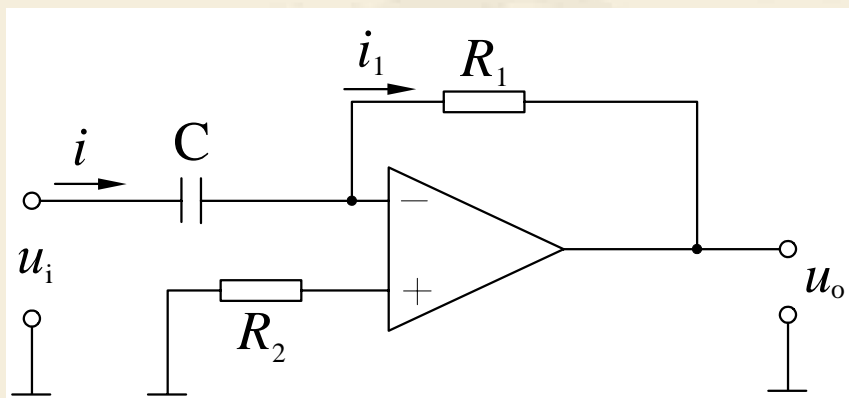 i₁
R₁
i
C
−
uᵢ
+
uₒ
R₂